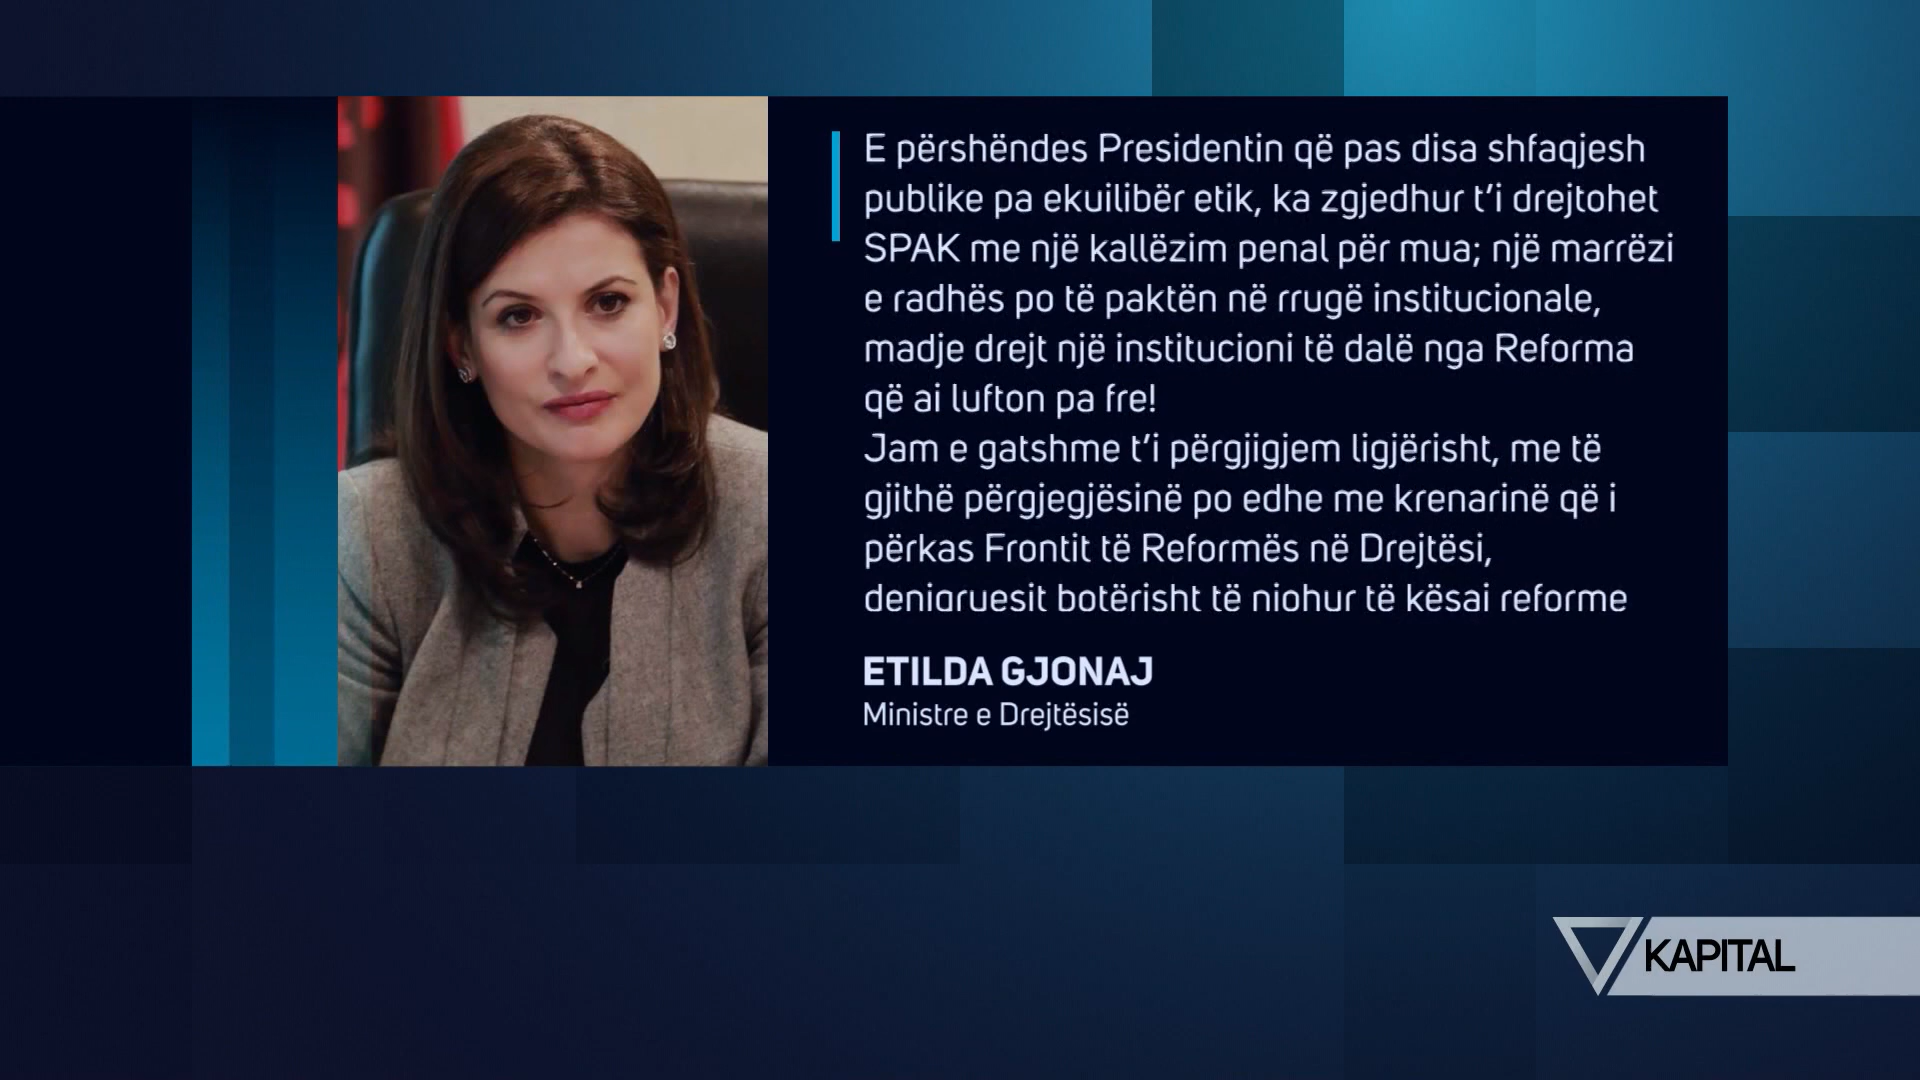 E përshëndes Presidentin që pas disa shfaqjesh
publike pa ekuilibër etik, ka zgjedhur t’i drejtohet
SPAK me një kallëzim penal për mua; një marrëzi
e radhës po të paktën në rrugë institucionale,
madje drejt një institucioni të dalë nga Reforma
që ai lufton pa fre!
Jam e gatshme t’i përgjigjem ligjërisht, me të
gjithë përgjegjësinë po edhe me krenarinë që i
përkas Frontit të Reformës në Drejtësi,
denigruesit botërisht të njohur të kësaj reforme
ETILDA GJONAJ
Ministre e Drejtësisë
KAPITAL